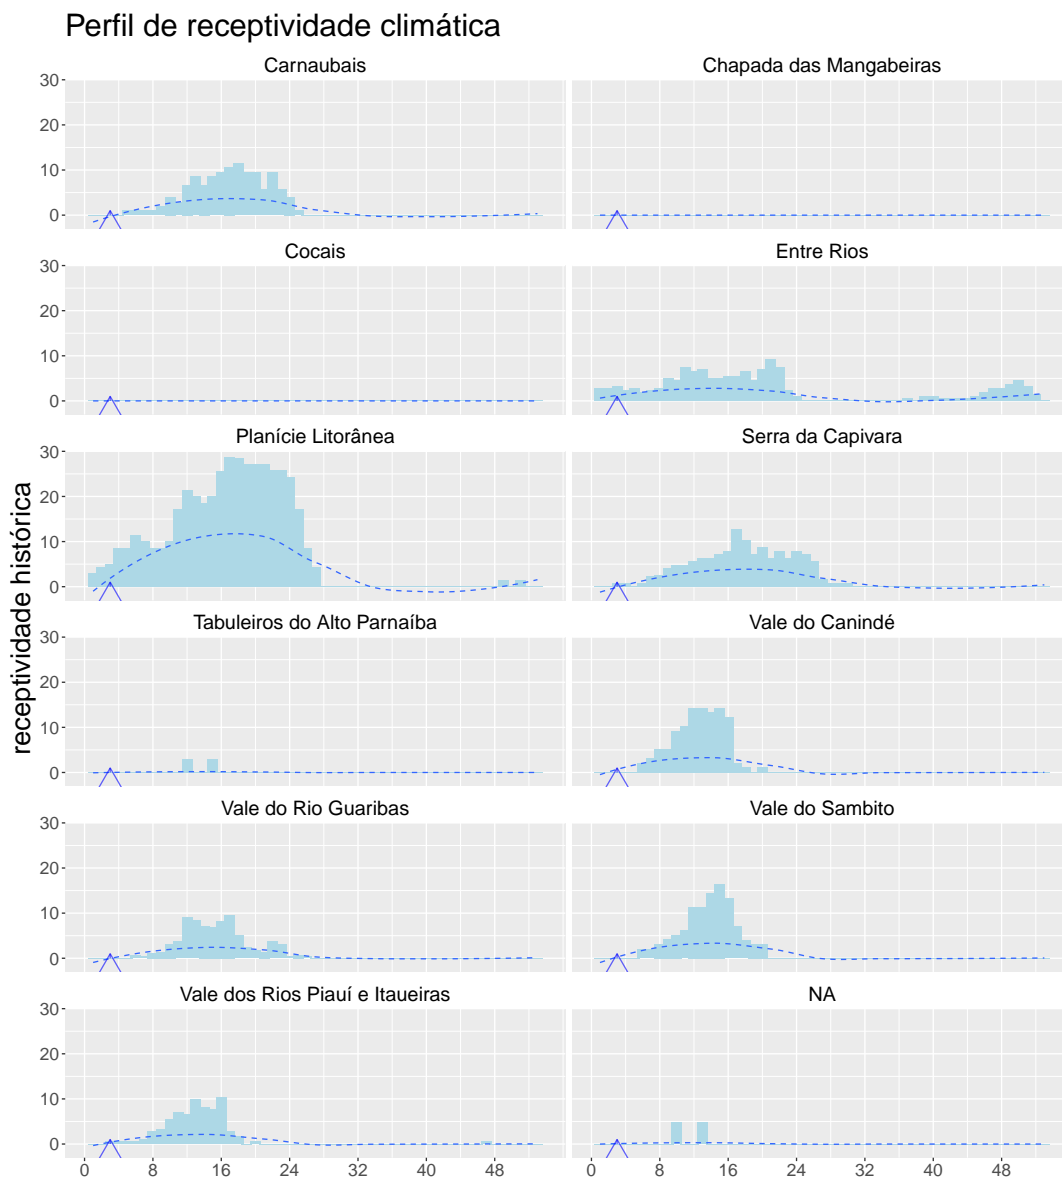 Perfil de receptividade climática
Carnaubais
Chapada das Mangabeiras
30
20
10
0
Cocais
Entre Rios
30
20
10
0
Planície Litorânea
Serra da Capivara
30
20
10
0
receptividade histórica
Tabuleiros do Alto Parnaíba
Vale do Canindé
30
20
10
0
Vale do Rio Guaribas
Vale do Sambito
30
20
10
0
Vale dos Rios Piauí e Itaueiras
NA
30
20
10
0
0 8 16 24 32 40 48
0 8 16 24 32 40 48